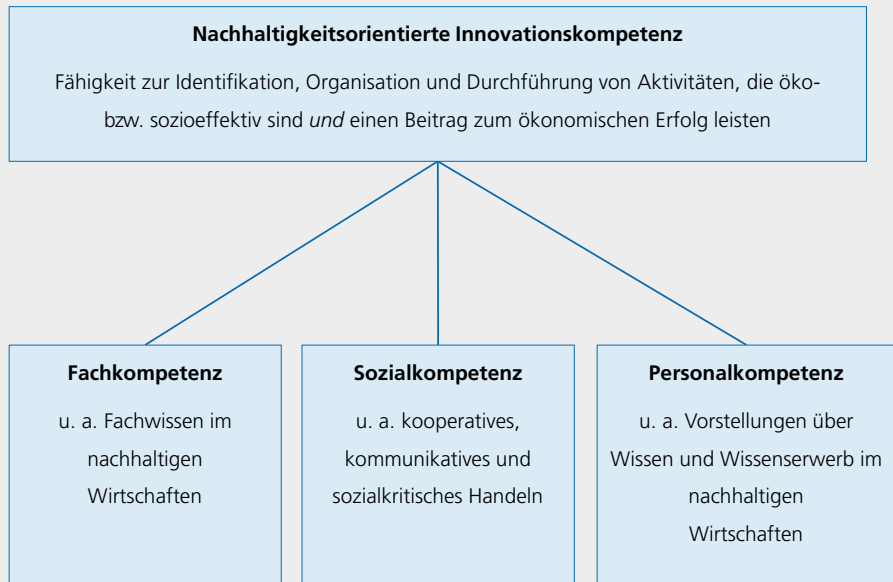 Nachhaltigkeitsorientierte Innovationskompetenz
Fähigkeit zur Identifikation, Organisation und Durchführung von Aktivitäten, die öko-
bzw. sozioeffektiv sind und einen Beitrag zum ökonomischen Erfolg leisten
Fachkompetenz
u. a. Fachwissen im
nachhaltigen
Wirtschaften
Sozialkompetenz
u. a. kooperatives,
kommunikatives und
sozialkritisches Handeln
Personalkompetenz
u. a. Vorstellungen über
Wissen und Wissenserwerb im
nachhaltigen
Wirtschaften